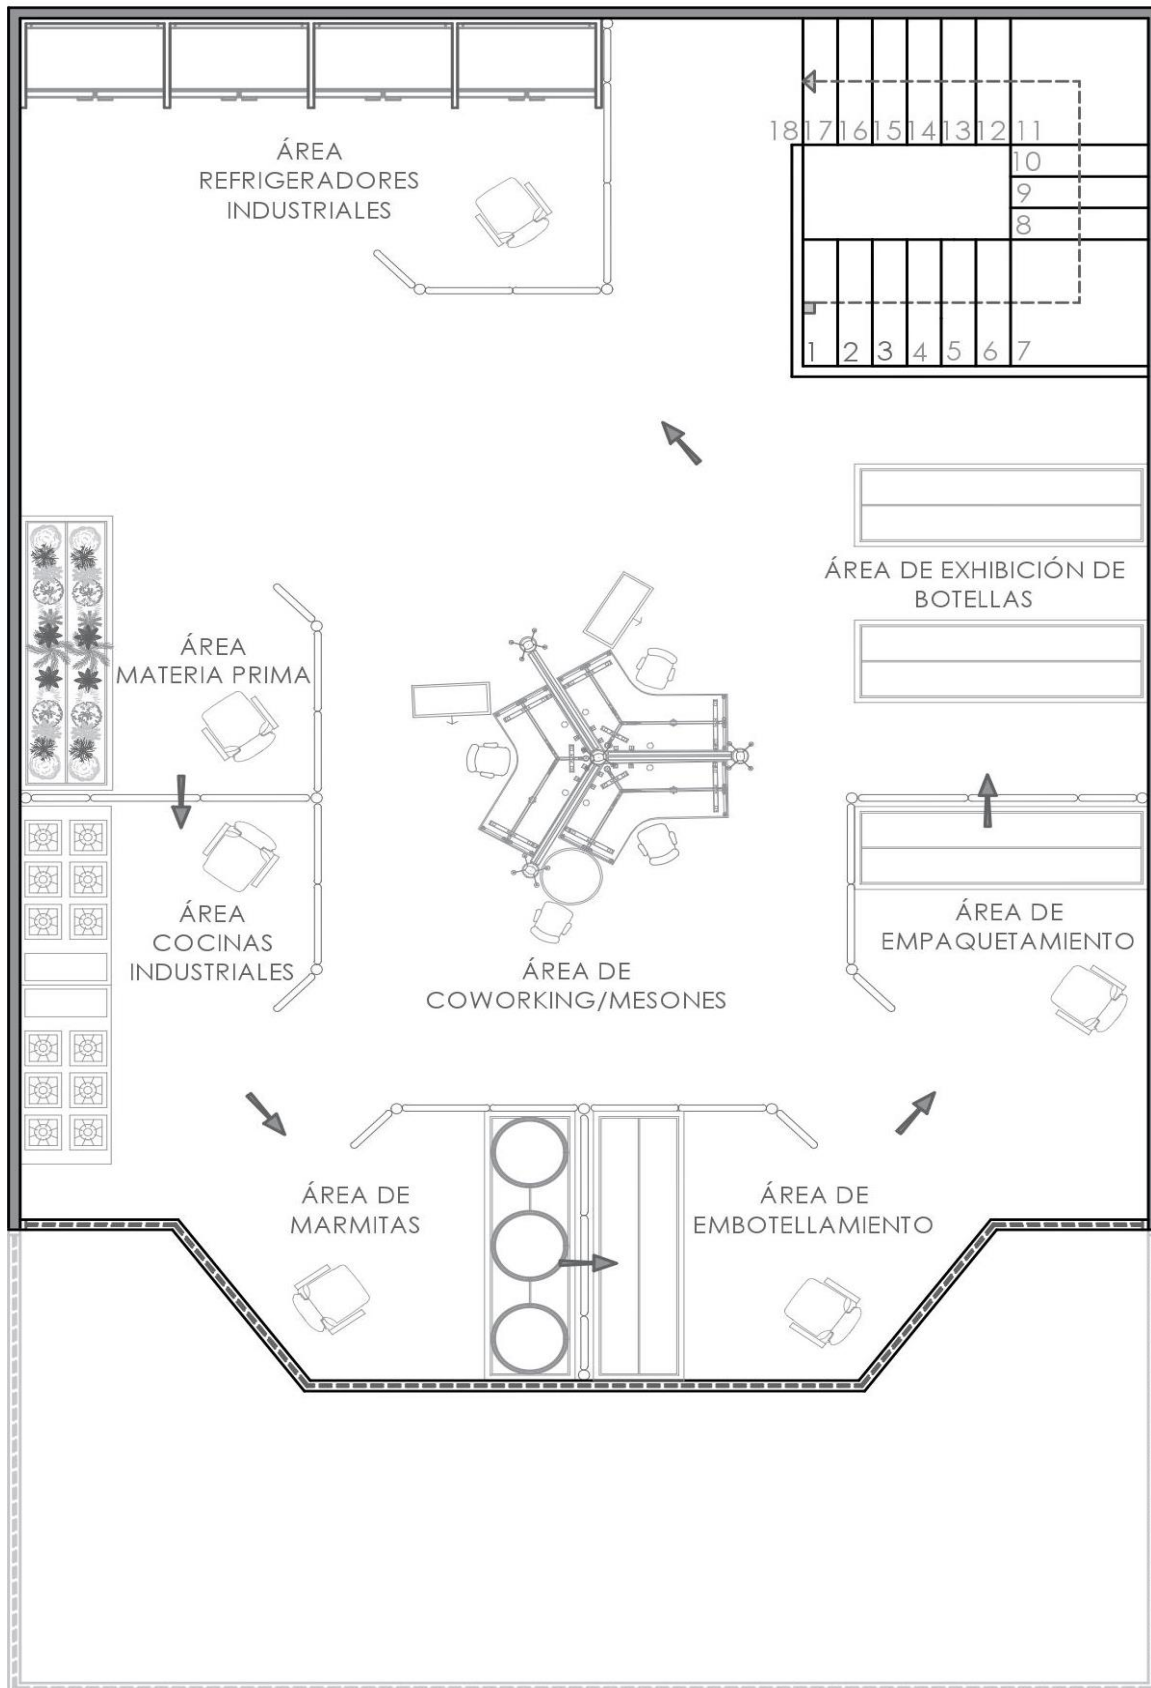 18 17 16 15 14 13 12 11
ÁREA
REFRIGERADORES
INDUSTRIALES
10
9
8
1 2 3 4 5 6 7
ÁREA DE EXHIBICIÓN DE
BOTELLAS
ÁREA
MATERIA PRIMA
ÁREA
COCINAS
INDUSTRIALES
ÁREA DE
EMPAQUETAMIENTO
ÁREA DE
COWORKING/MESONES
ÁREA DE
MARMITAS
ÁREA DE
EMBOTELLAMIENTO